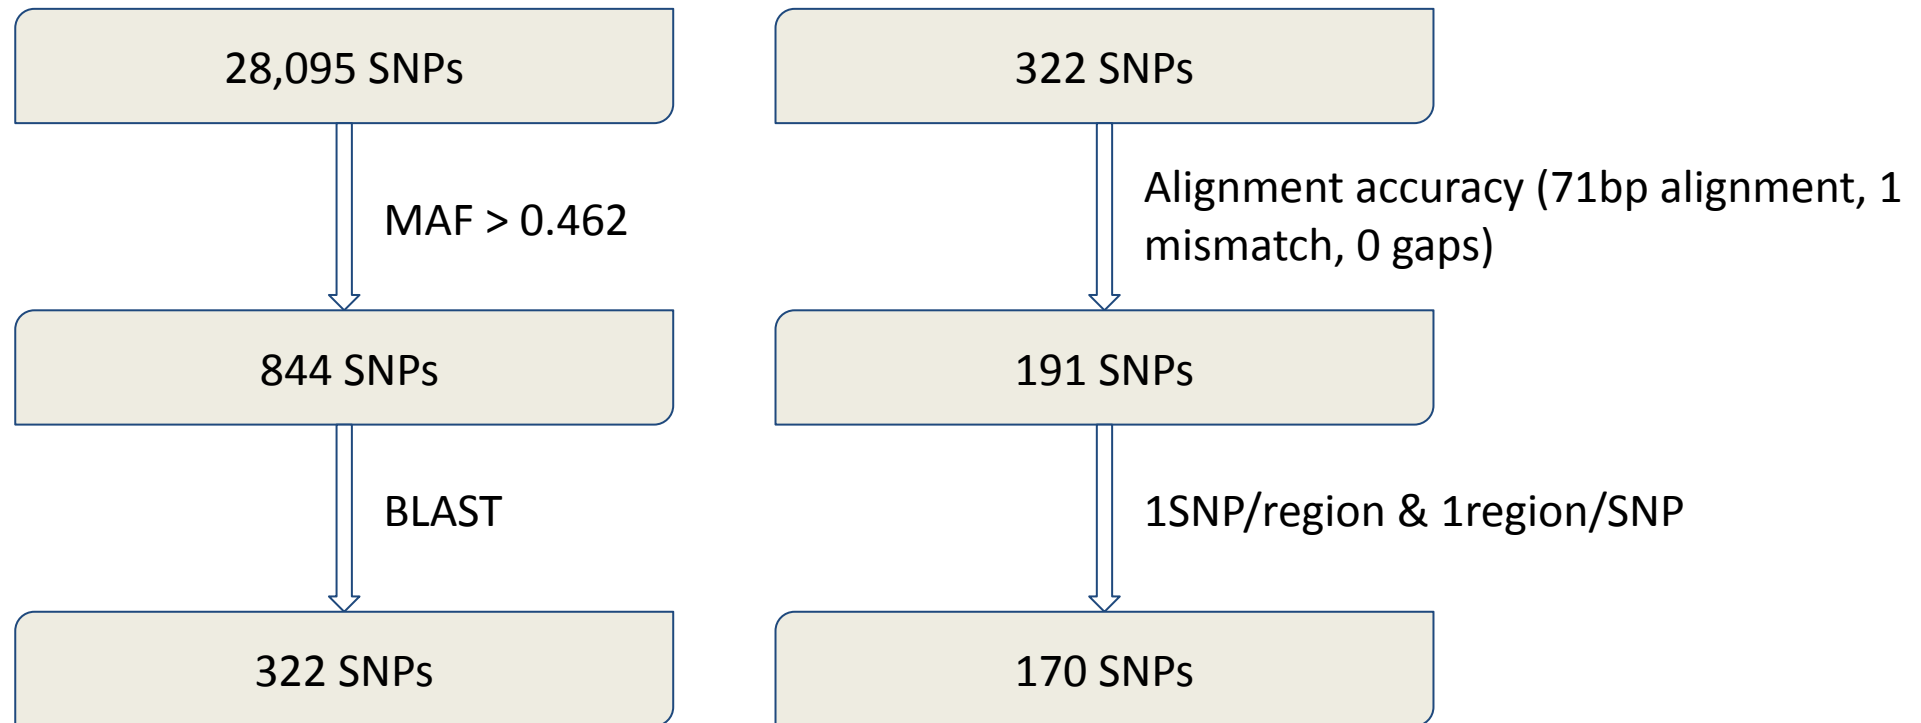 28,095 SNPs
MAF > 0.462
844 SNPs
BLAST
322 SNPs
322 SNPs
Alignment accuracy (71bp alignment, 1
mismatch, 0 gaps)
191 SNPs
1SNP/region & 1region/SNP
170 SNPs